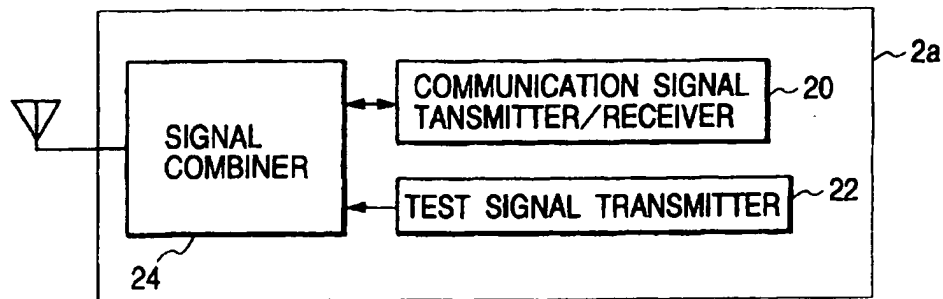 2a
COMMUNICATION SIGNAL
TANSMITTER/RECEIVER
20
SIGNAL
COMBINER
TEST SIGNAL TRANSMITTER
22
24